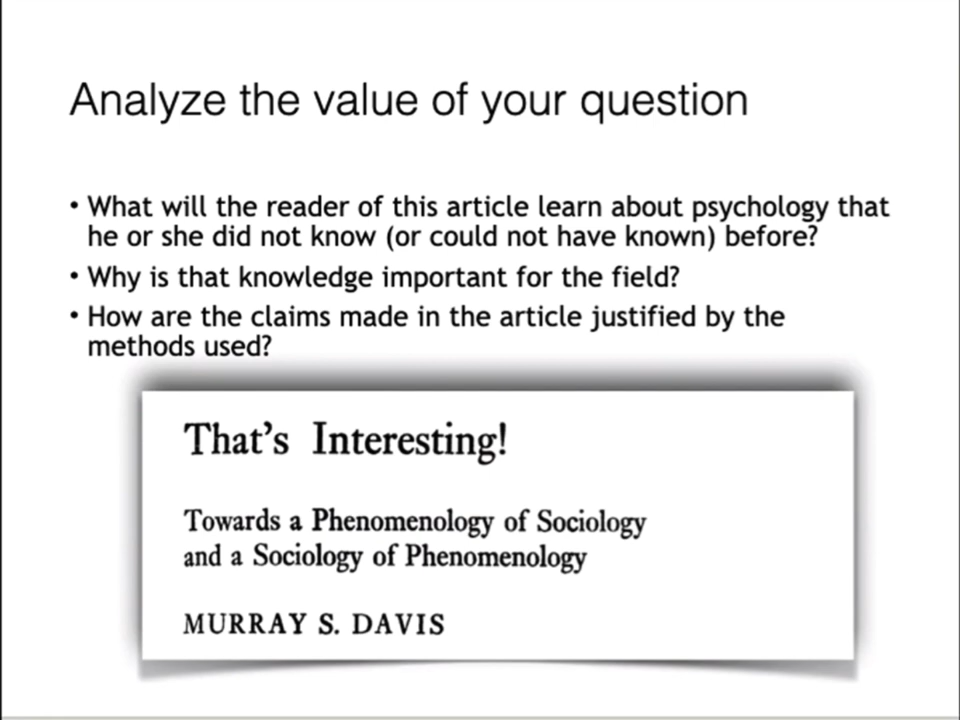 Analyze the value of your question
• What will the reader of this article learn about psychology that
he or she did not know (or could not have known) before?
• Why is that knowledge important for the field?
• How are the claims made in the article justified by the
methods used?
That's Interesting!
Towards a Phenomenology of Sociology
and a Sociology of Phenomenology
MURRAY S. DAVIS